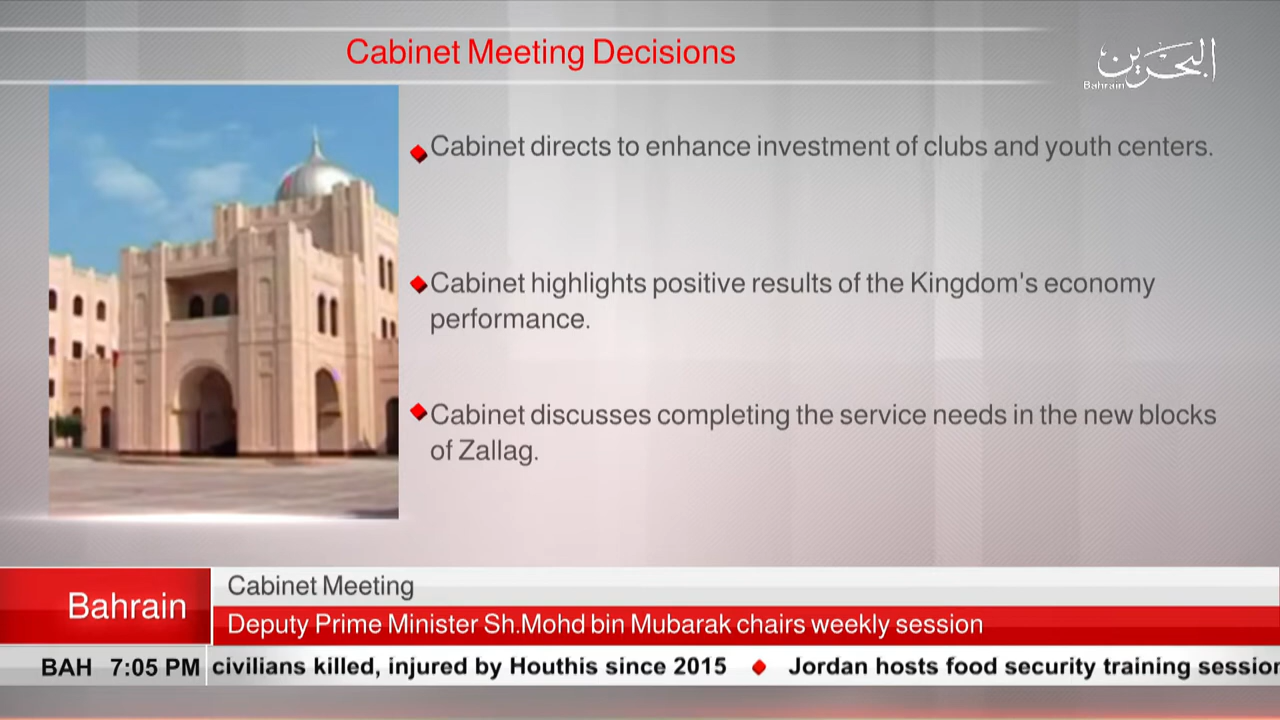 Cabinet Meeting Decisions
البحرين
Bahrain
Cabinet directs to enhance investment of clubs and youth centers.
Cabinet highlights positive results of the Kingdom's economy
performance.
Cabinet discusses completing the service needs in the new blocks
of Zallag.
Bahrain
Cabinet Meeting
Deputy Prime Minister Sh.Mohd bin Mubarak chairs weekly session
BAH 7:05 PM civilians killed, injured by Houthis since 2015 Jordan hosts food security training session